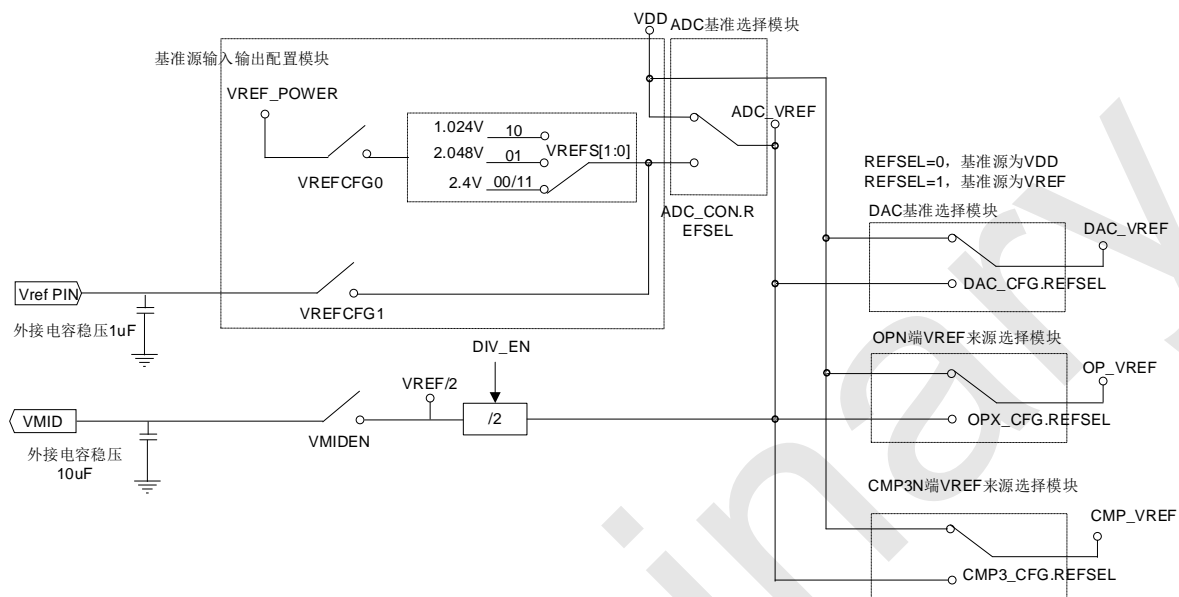 VDD
ADC基准选择模块
基准源输入输出配置模块
VREF_POWER
ADC_VREF
1.024V
10
2.048V
01
VREFS[1:0]
2.4V
00/11
VREFCFG0
ADC_CON.R
EFSEL
REFSEL=0，基准源为VDD
REFSEL=1，基准源为VREF
DAC基准选择模块
DAC_VREF
DAC_CFG.REFSEL
Vref PIN
VREFCFG1
外接电容稳压1uF
DIV_EN
OPN端VREF来源选择模块
OP_VREF
VREF/2
VMID
/2
OPX_CFG.REFSEL
VMIDEN
外接电容稳压
10uF
CMP3N端VREF来源选择模块
CMP_VREF
CMP3_CFG.REFSEL
inary